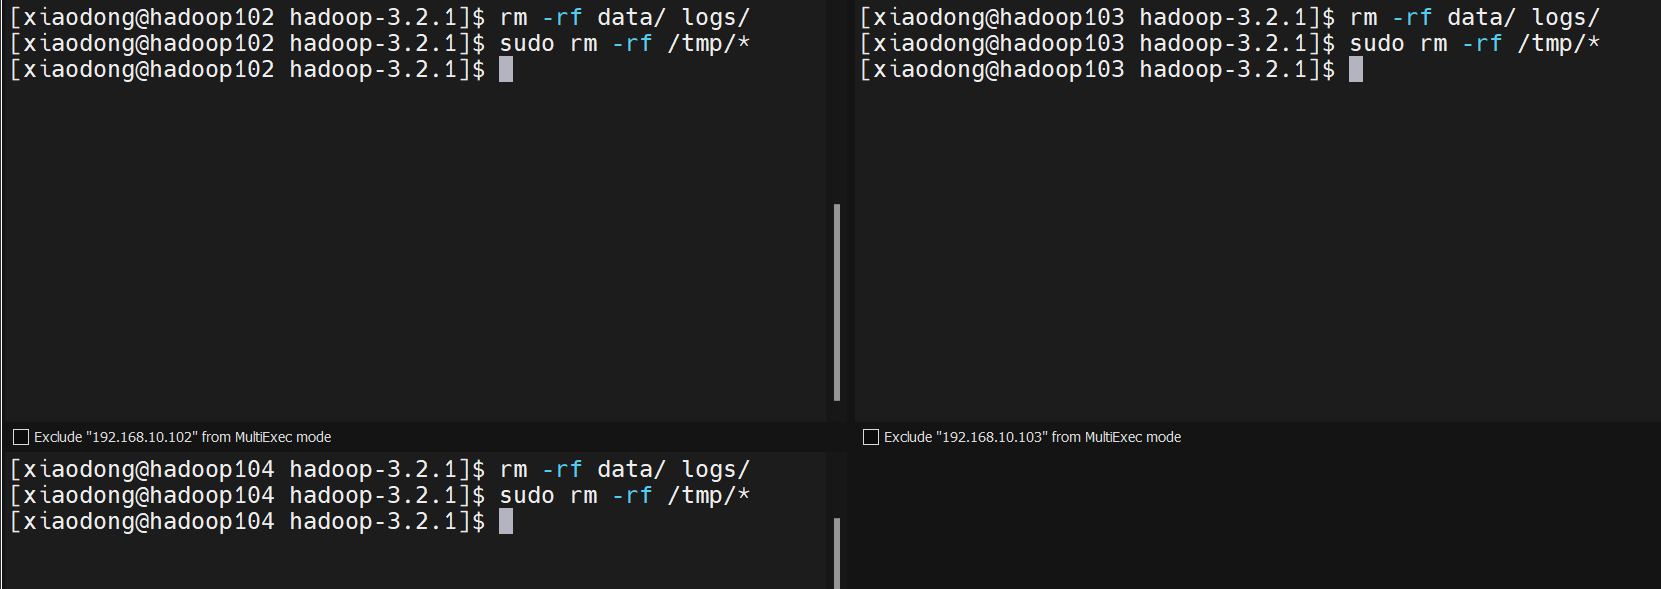 [xiaodong@hadoop102 hadoop-3.2.1]$ rm -rf data/ logs/
[xiaodong@hadoop102 hadoop-3.2.1]$ sudo rm -rf /tmp/*
[xiaodong@hadoop102 hadoop-3.2.1]$
Exclude "192.168.10.102" from MultiExec mode
[xiaodong@hadoop103 hadoop-3.2.1]$ rm -rf data/ logs/
[xiaodong@hadoop103 hadoop-3.2.1]$ sudo rm -rf /tmp/*
[xiaodong@hadoop103 hadoop-3.2.1]$
Exclude "192.168.10.103" from MultiExec mode
[xiaodong@hadoop104 hadoop-3.2.1]$ rm -rf data/ logs/
[xiaodong@hadoop104 hadoop-3.2.1]$ sudo rm -rf /tmp/*
[xiaodong@hadoop104 hadoop-3.2.1]$